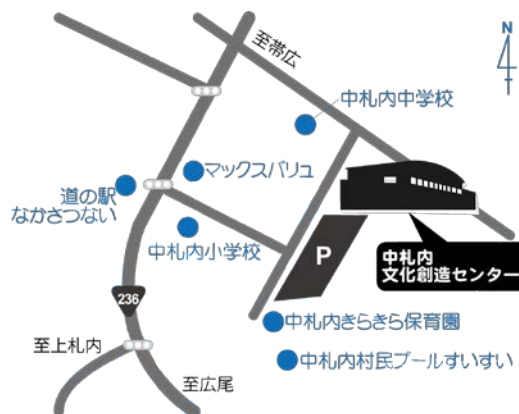 N
至帯広
中札内中学校
マックスバリュ
道の駅
なかさつない
中札内小学校
P
中札内
文化創造センター
236
中札内きらきら保育園
至上札内
中札内村民プールすいすい
至広尾